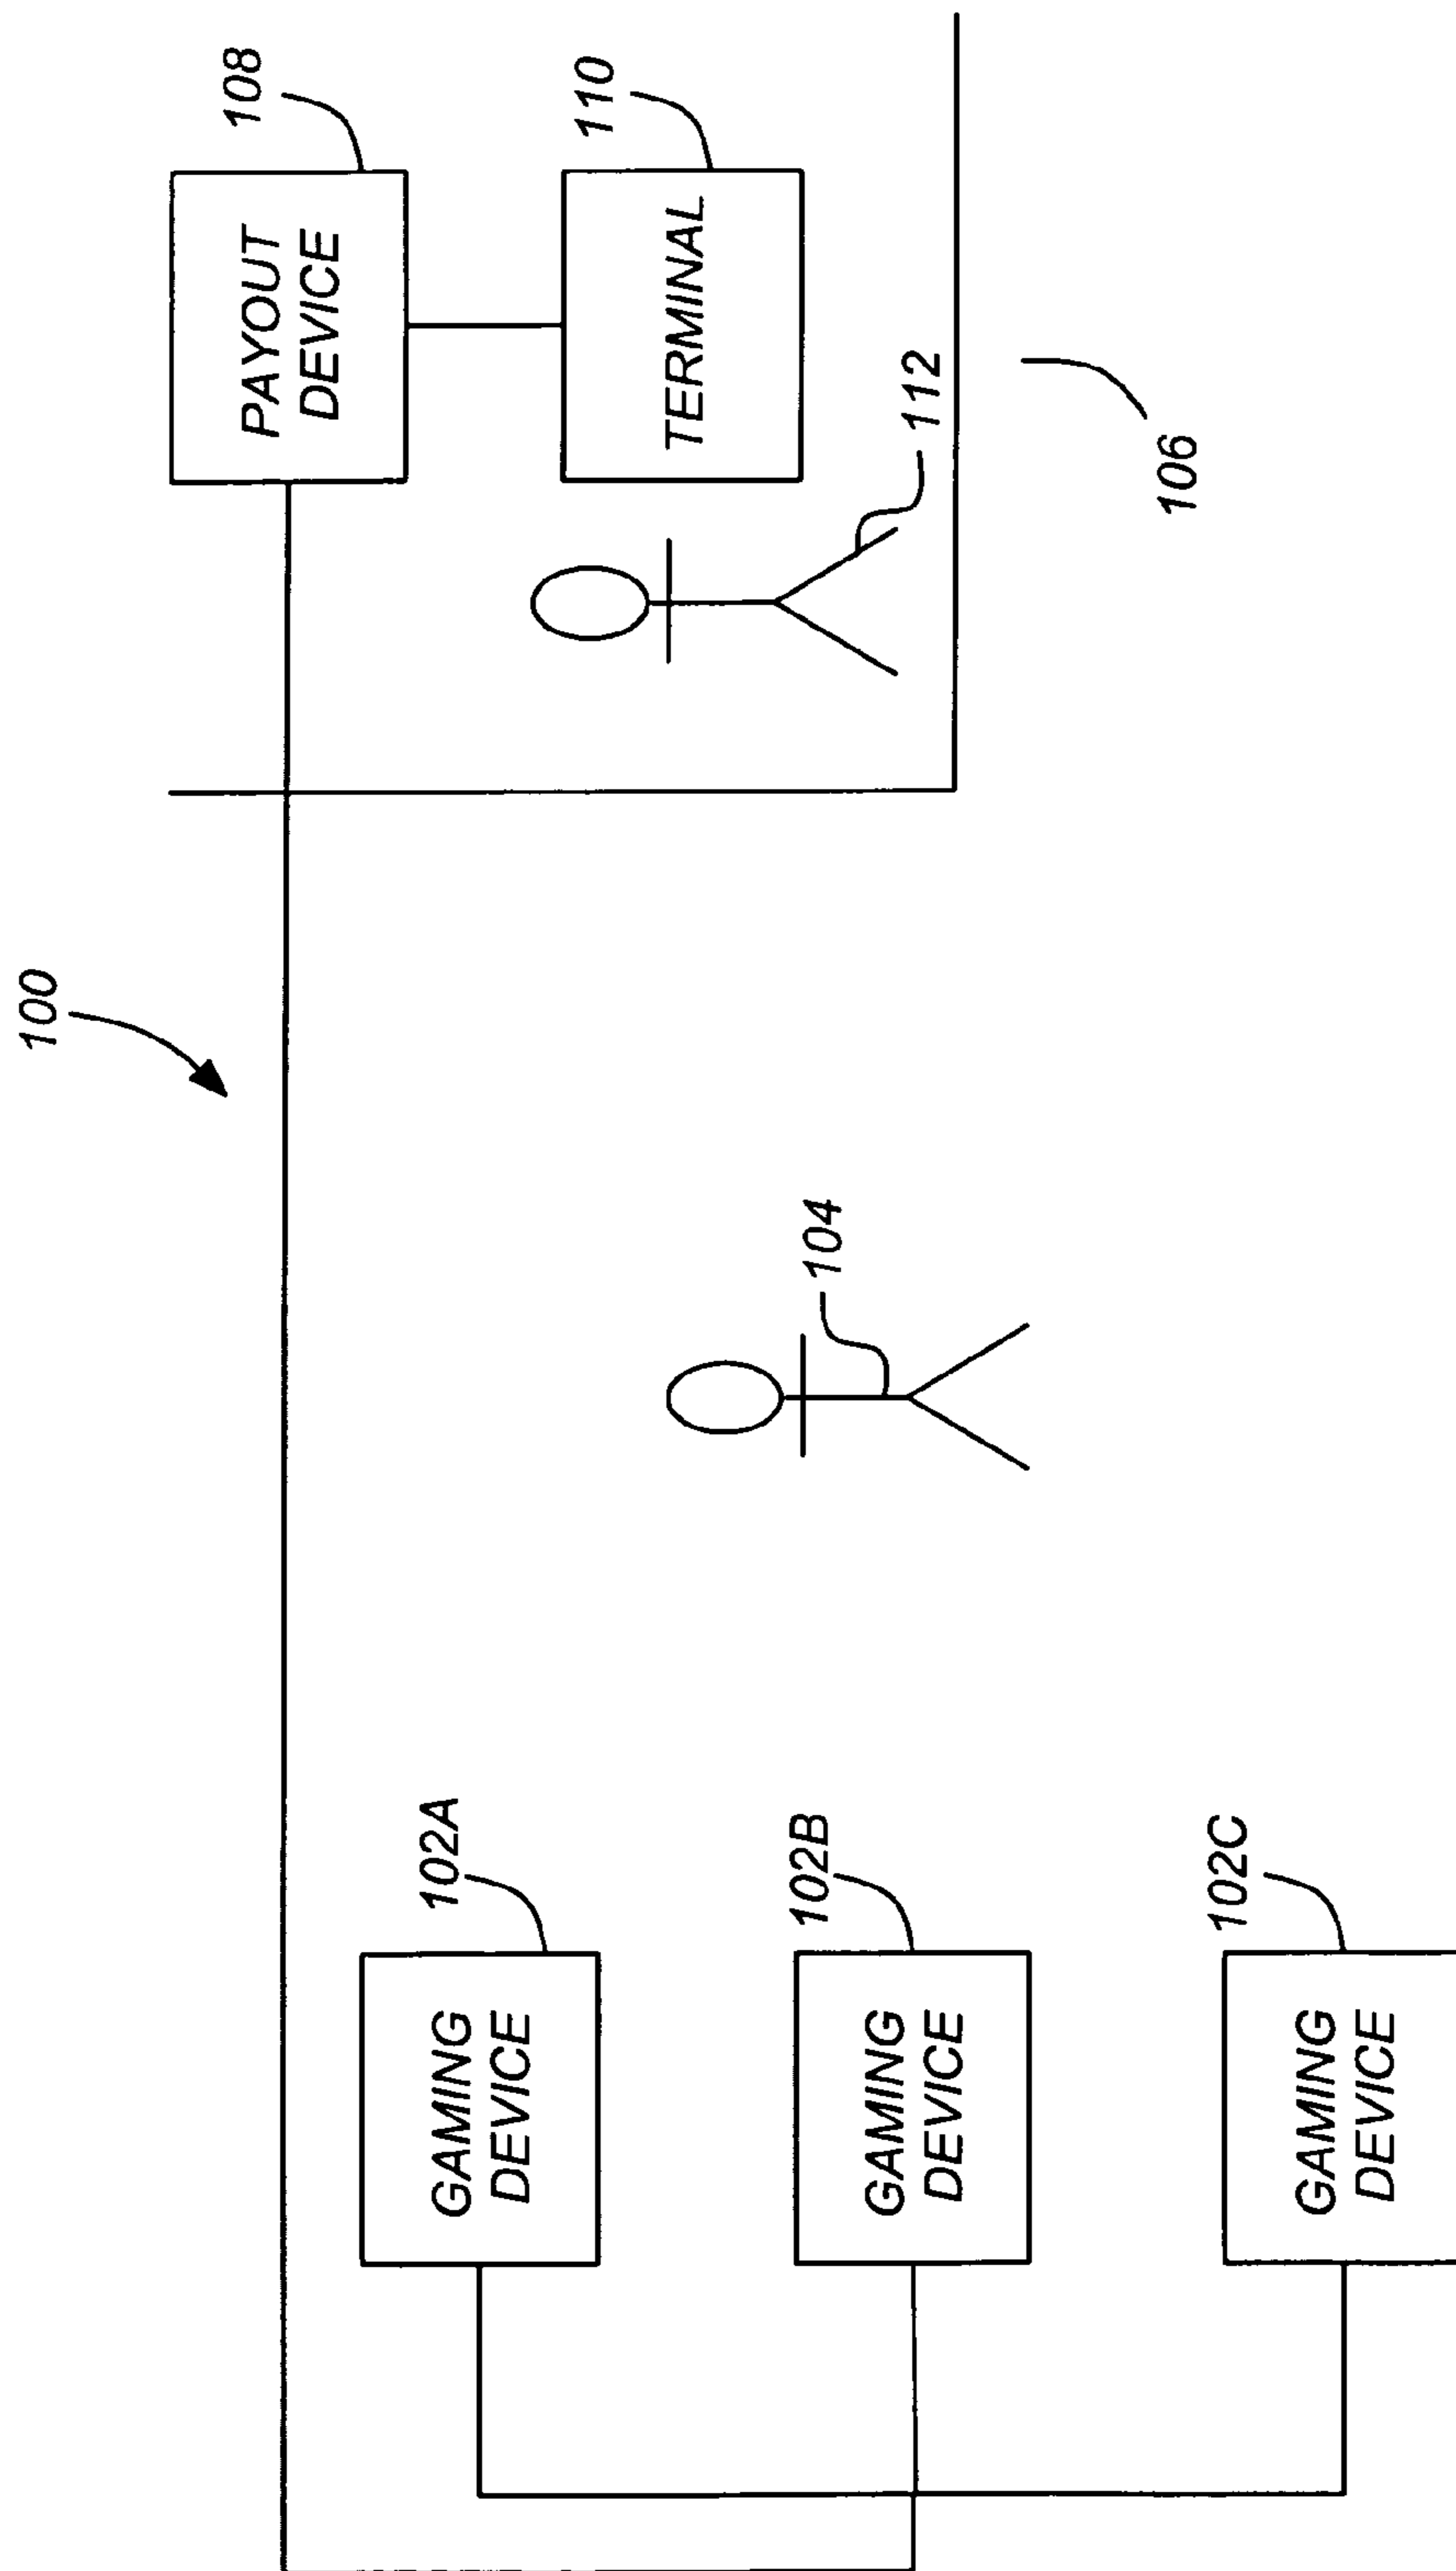 100
108
PAYOUT
DEVICE
110
TERMINAL
112
106
104
102A
GAMING
DEVICE
102B
GAMING
DEVICE
102C
GAMING
DEVICE